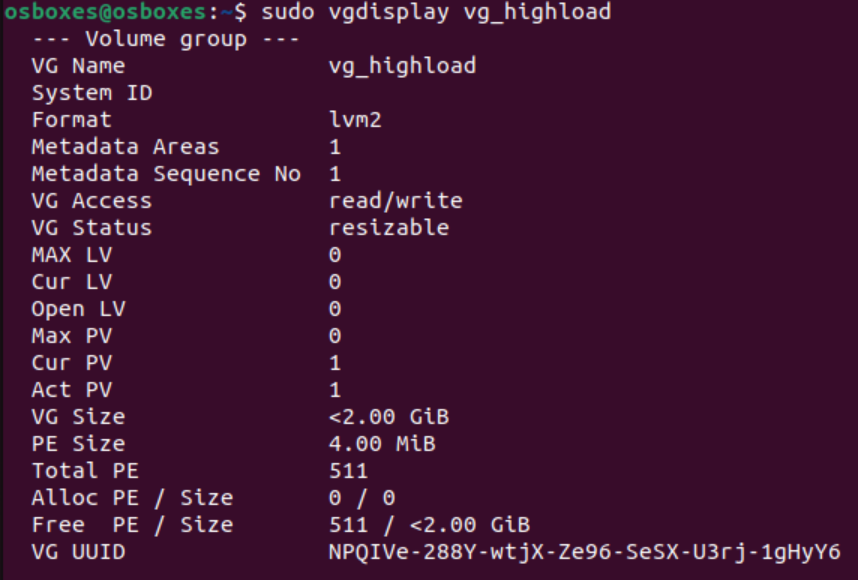 osboxes@osboxes:~$ sudo vgdisplay vg_highload
--- Volume group ---
VG Name vg_highload
System ID
Format lvm2
Metadata Areas 1
Metadata Sequence No 1
VG Access read/write
VG Status resizable
MAX LV 0
Cur LV 0
Open LV 0
Max PV 0
Cur PV 1
Act PV 1
VG Size <2.00 GiB
PE Size 4.00 MiB
Total PE 511
Alloc PE / Size 0 / 0
Free PE / Size 511 / <2.00 GiB
VG UUID NPQIVe-288Y-wtjX-Ze96-SeSX-U3rj-1gHyY6